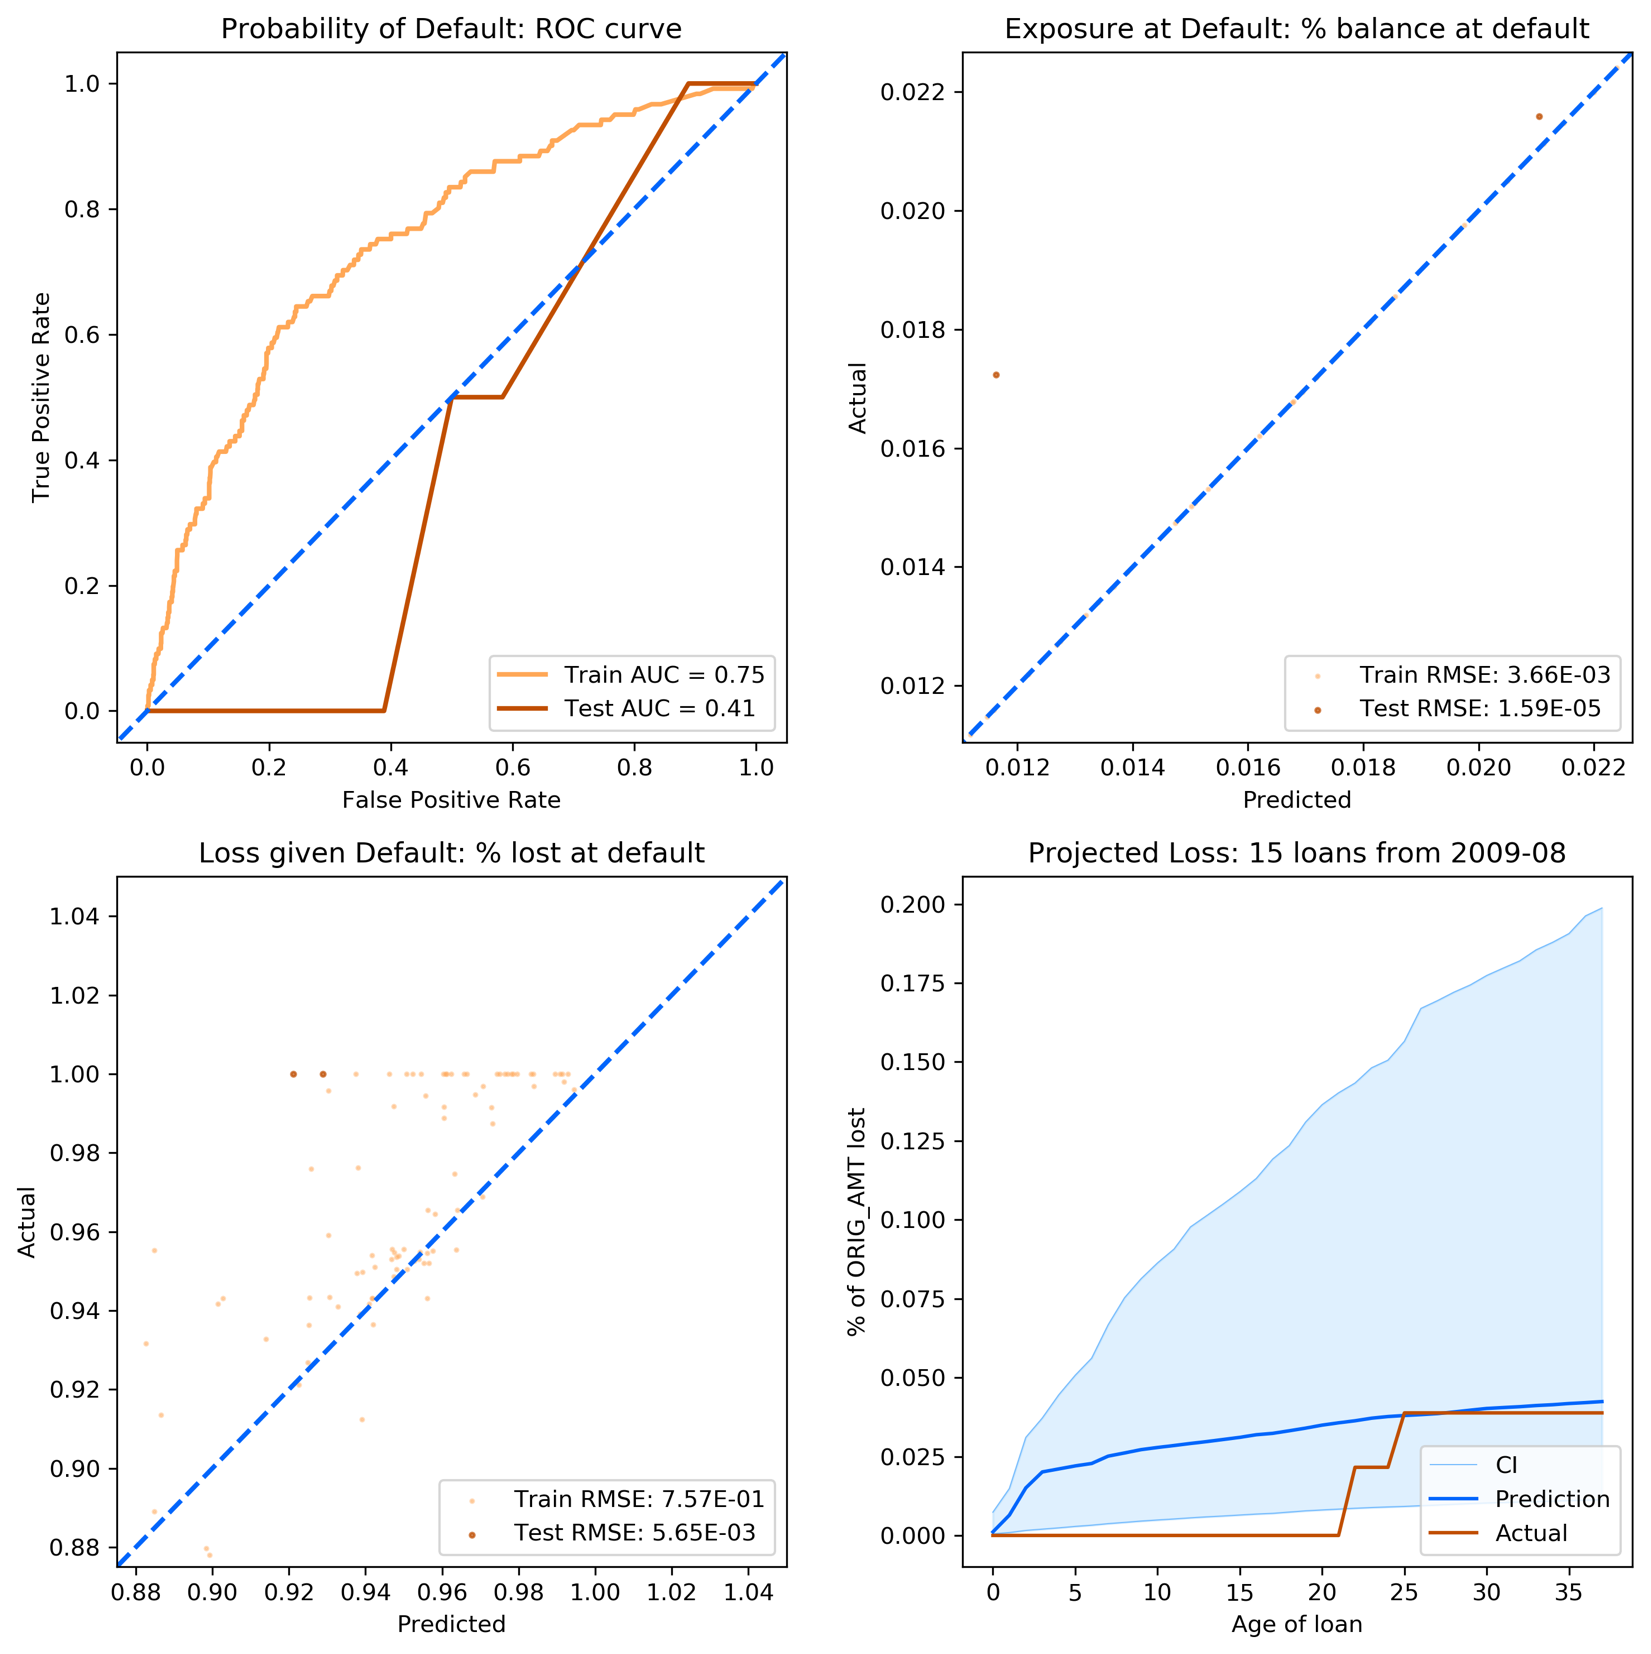 Probability of Default: ROC curve
True Positive Rate
1.0
0.8
0.6
0.4
0.2
0.0
0.0 0.2 0.4 0.6 0.8 1.0
False Positive Rate
Train AUC = 0.75
Test AUC = 0.41
Exposure at Default: % balance at default
Actual
0.022
0.020
0.018
0.016
0.014
0.012
0.012 0.014 0.016 0.018 0.020 0.022
Predicted
Train RMSE: 3.66E-03
Test RMSE: 1.59E-05
Loss given Default: % lost at default
Actual
1.04
1.02
1.00
0.98
0.96
0.94
0.92
0.90
0.88
0.88 0.90 0.92 0.94 0.96 0.98 1.00 1.02 1.04
Predicted
Train RMSE: 7.57E-01
Test RMSE: 5.65E-03
Projected Loss: 15 loans from 2009-08
% of ORIG_AMT lost
0.200
0.175
0.150
0.125
0.100
0.075
0.050
0.025
0.000
0 5 10 15 20 25 30 35
Age of loan
CI
Prediction
Actual